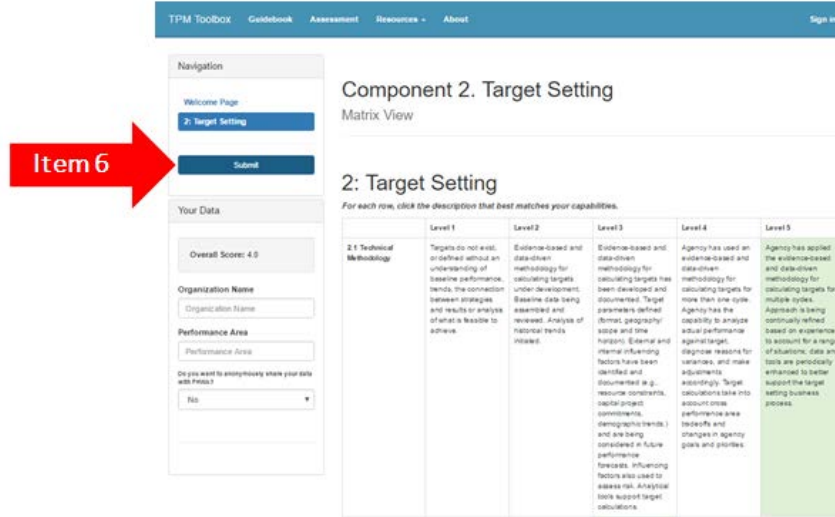 TPM Toolbox Guidebook Assessment Resources About Sign in
Navigation
Welcome Page
2: Target Setting
Submit
Item 6
Your Data
Overall Score: 4.0
Organization Name
Organization Name
Performance Area
Performance Area
Do you want to anonymously share your data
with FHWA?
No
Component 2. Target Setting
Matrix View
2: Target Setting
For each row, click the description that best matches your capabilities.
Level 1 Level 2 Level 3 Level 4 Level 5
2.1 Technical
Methodology
Targets do not exist,
or defined without an
understanding of
baseline performance,
trends, the connection
between strategies
and results or analysis
of what is feasible to
achieve.
Evidence-based and
data-driven
methodology for
calculating targets
under development.
Baseline data being
assembled and
reviewed. Analysis of
historical trends
initiated.
Evidence-based and
data-driven
methodology for
calculating targets has
been developed and
documented. Target
parameters defined
(format, geography/
scope and time
horizon). External and
internal influencing
factors have been
identified and
documented (e.g.,
resource constraints,
capital project
commitments,
demographic trends.)
and are being
considered in future
performance
forecasts. Influencing
factors also used to
assess risk. Analytical
tools support target
calculations.
Agency has used an
evidence-based and
data-driven
methodology for
calculating targets for
more than one cycle.
Agency has the
capability to analyze
actual performance
against target,
diagnose reasons for
variances, and make
adjustments
accordingly. Target
calculations take into
account cross
performance area
tradeoffs and
changes in agency
goals and priorities.
Agency has applied
the evidence-based
and data-driven
methodology for
calculating targets for
multiple cycles.
Approach is being
continually refined
based on experience
to account for a range
of situations; data and
tools are periodically
enhanced to better
support the target
setting business
process.